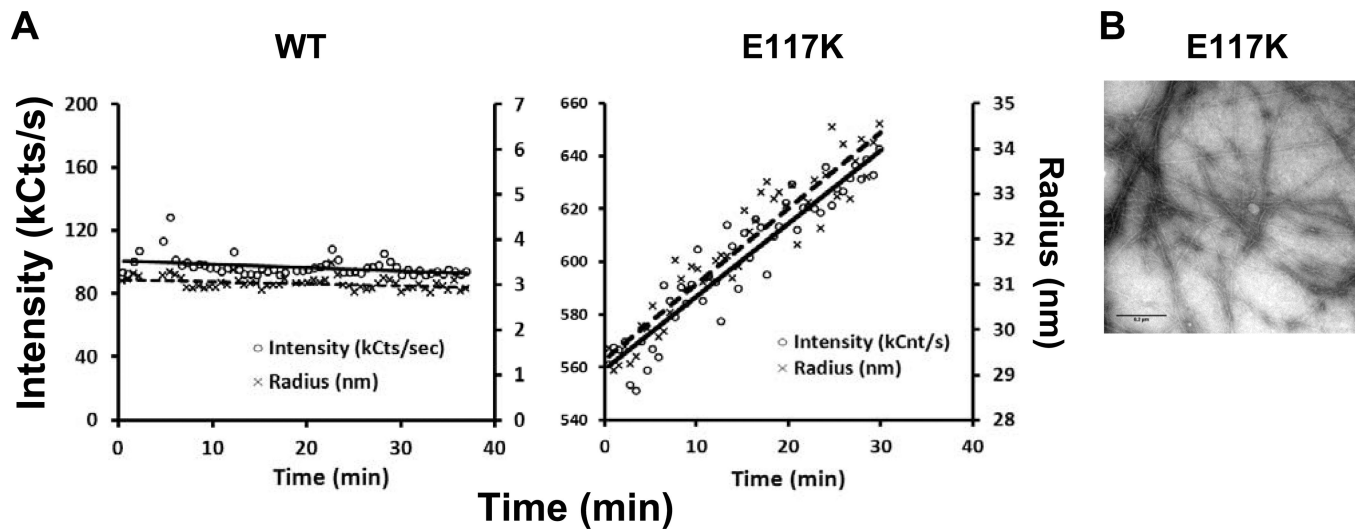 A
WT
E117K
B
E117K
Intensity (kCts/s)
200
160
120
80
40
0
7
6
5
4
3
2
1
0
Intensity (kCts/sec)
Radius (nm)
0
10
20
30
40
Time (min)
660
640
620
600
580
560
540
35
34
33
32
31
30
29
28
Intensity (kCnt/s)
Radius (nm)
0
10
20
30
40
Time (min)
Radius (nm)
Time (min)